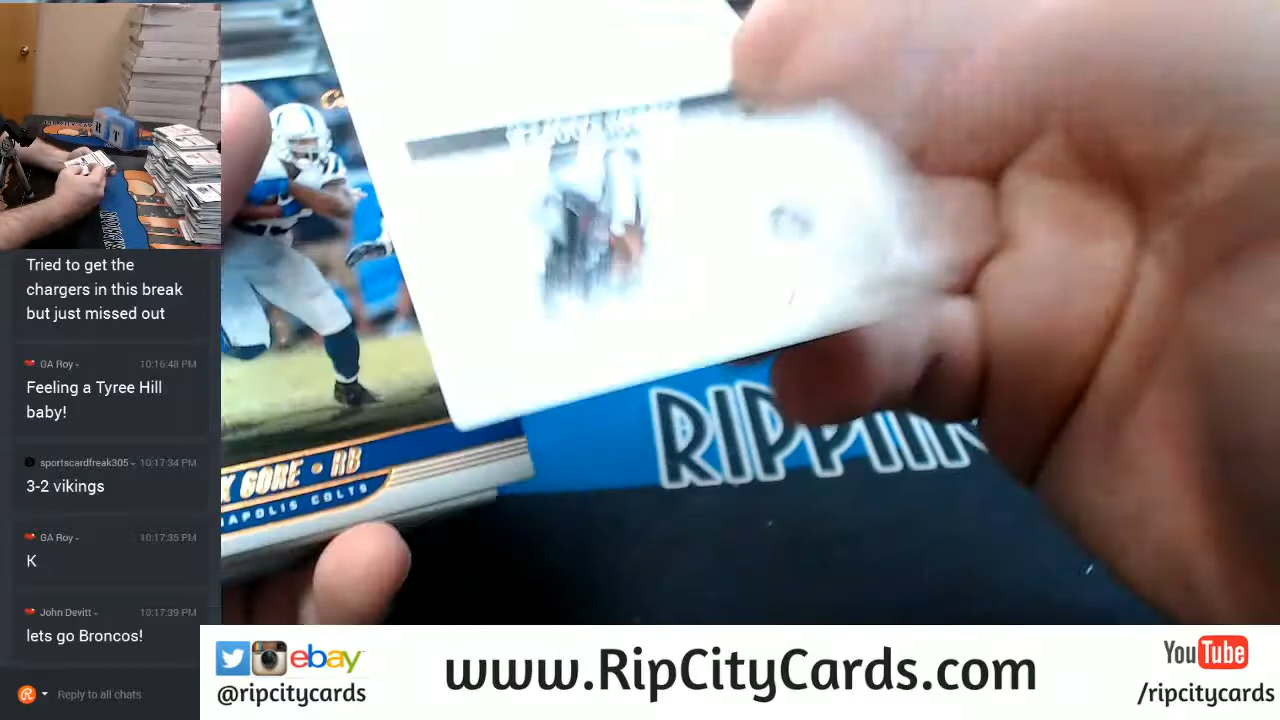 Tried to get the
chargers in this break
but just missed out
GA Roy
10:16:48 PM
Feeling a Tyree Hill
baby!
sportscardfreak305
10:17:34 PM
3-2 vikings
GA Roy
10:17:35 PM
K
John Devitt
10:17:39 PM
lets go Broncos!
Reply to all chats
K GORE • RB
APOLIS COLTS
RIPPIN
ebay
@ripcitycards
www.RipCityCards.com
YouTube
/ripcitycards